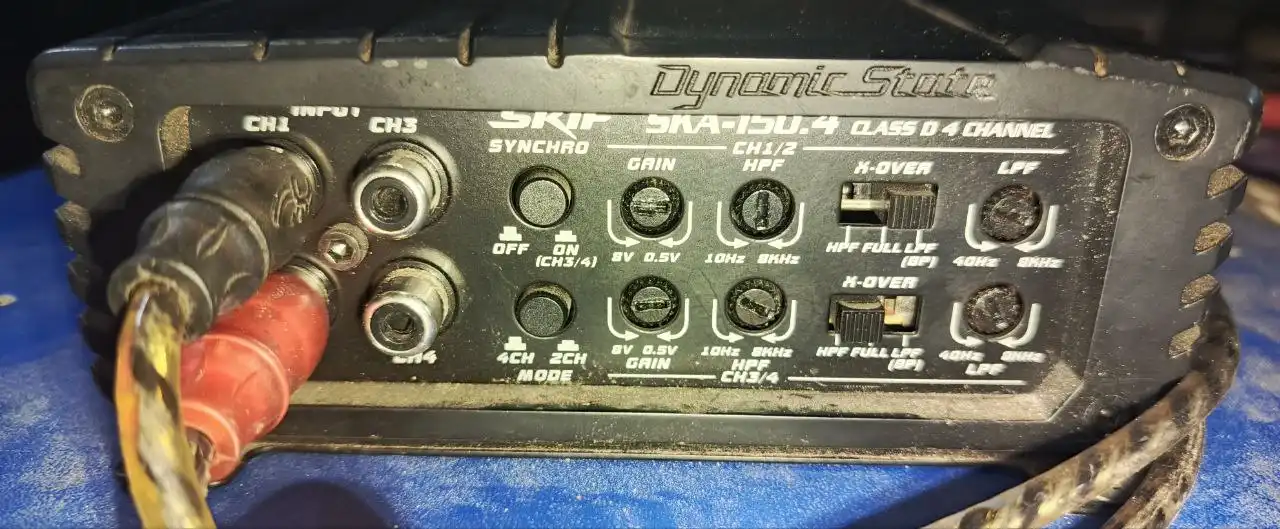 Dynamic State
INPUT
CH1 CH3
SKIF SKA-150.4 CLASS D 4 CHANNEL
SYNCHRO
CH1/2
GAIN HPF X-OVER LPF
OFF ON
(CH3/4)
8V 0.5V 10Hz 8KHz HPF FULL LPF
(BP)
40Hz 8KHz
X-OVER
CH4
4CH 2CH
MODE
8V 0.5V 10Hz 8KHz HPF FULL LPF
(BP)
40Hz 8KHz
GAIN HPF LPF
CH3/4